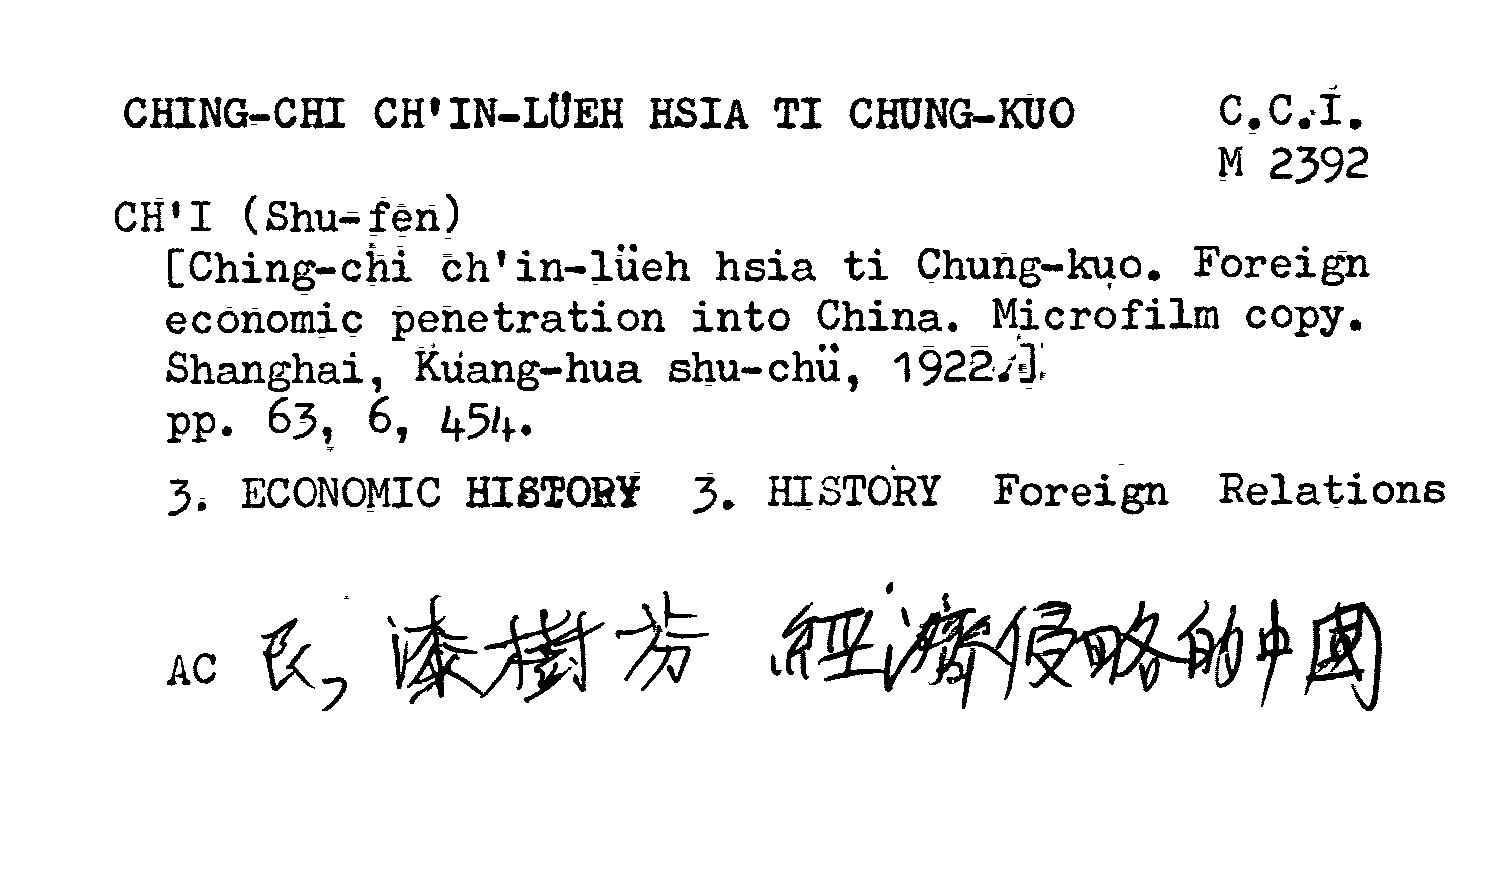 CHING-CHI CH'IN-LÜEH HSIA TI CHUNG-KUO C.C.I.
M 2392
CH'I (Shu-fen)
[Ching-chi ch'in-lüeh hsia ti Chung-kuo. Foreign
economic penetration into China. Microfilm copy.
Shanghai, Kuang-hua shu-chü, 1922.]
pp. 63, 6, 454.
3. ECONOMIC HISTORY 3. HISTORY Foreign Relations
AC 漆樹芬 經濟侵略的中國